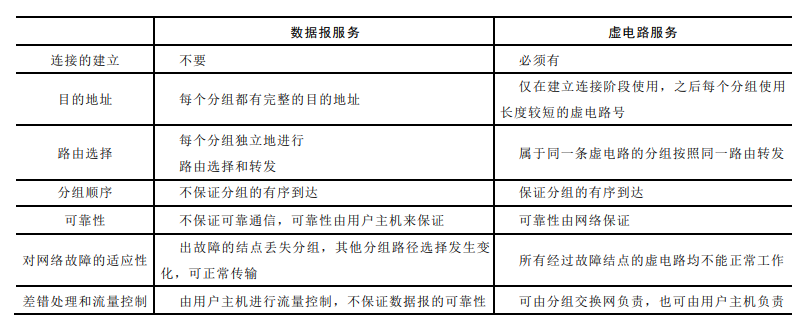 数据报服务 虚电路服务
连接的建立 不要 必须有
目的地址 每个分组都有完整的目的地址 仅在建立连接阶段使用，之后每个分组使用
长度较短的虚电路号
路由选择 每个分组独立地进行
路由选择和转发 属于同一条虚电路的分组按照同一路由转发
分组顺序 不保证分组的有序到达 保证分组的有序到达
可靠性 不保证可靠通信，可靠性由用户主机来保证 可靠性由网络保证
对网络故障的适应性 出故障的结点丢失分组，其他分组路径选择发生变
化，可正常传输 所有经过故障结点的虚电路均不能正常工作
差错处理和流量控制 由用户主机进行流量控制，不保证数据报的可靠性 可由分组交换网负责，也可由用户主机负责